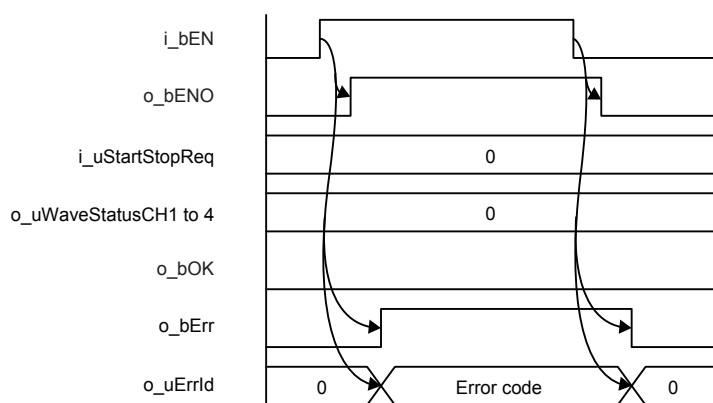 i_bEN
o_bENO
i_uStartStopReq 0
o_uWaveStatusCH1 to 4 0
o_bOK
o_bErr
o_uErrId 0 Error code 0